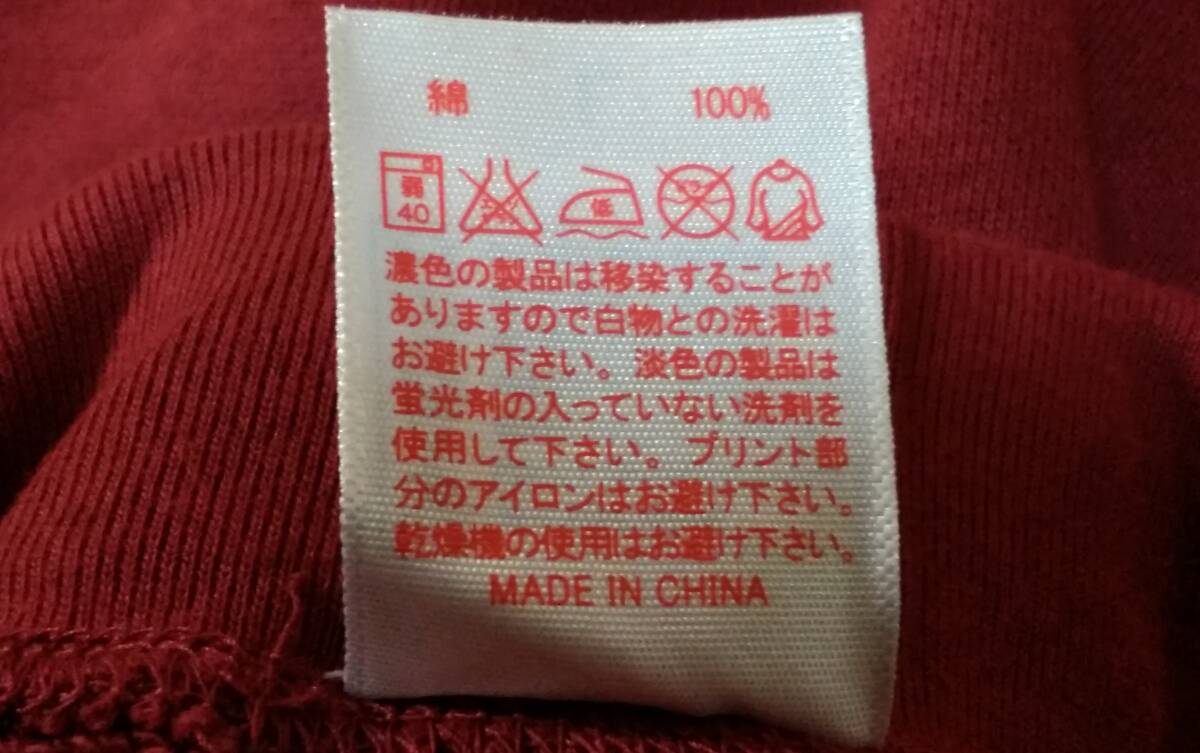 綿 100%
弱 40 低
濃色の製品は移染することが
ありますので白物との洗濯は
お避け下さい。淡色の製品は
蛍光剤の入っていない洗剤を
使用して下さい。プリント部
分のアイロンはお避け下さい。
乾燥機の使用はお避け下さい。
MADE IN CHINA